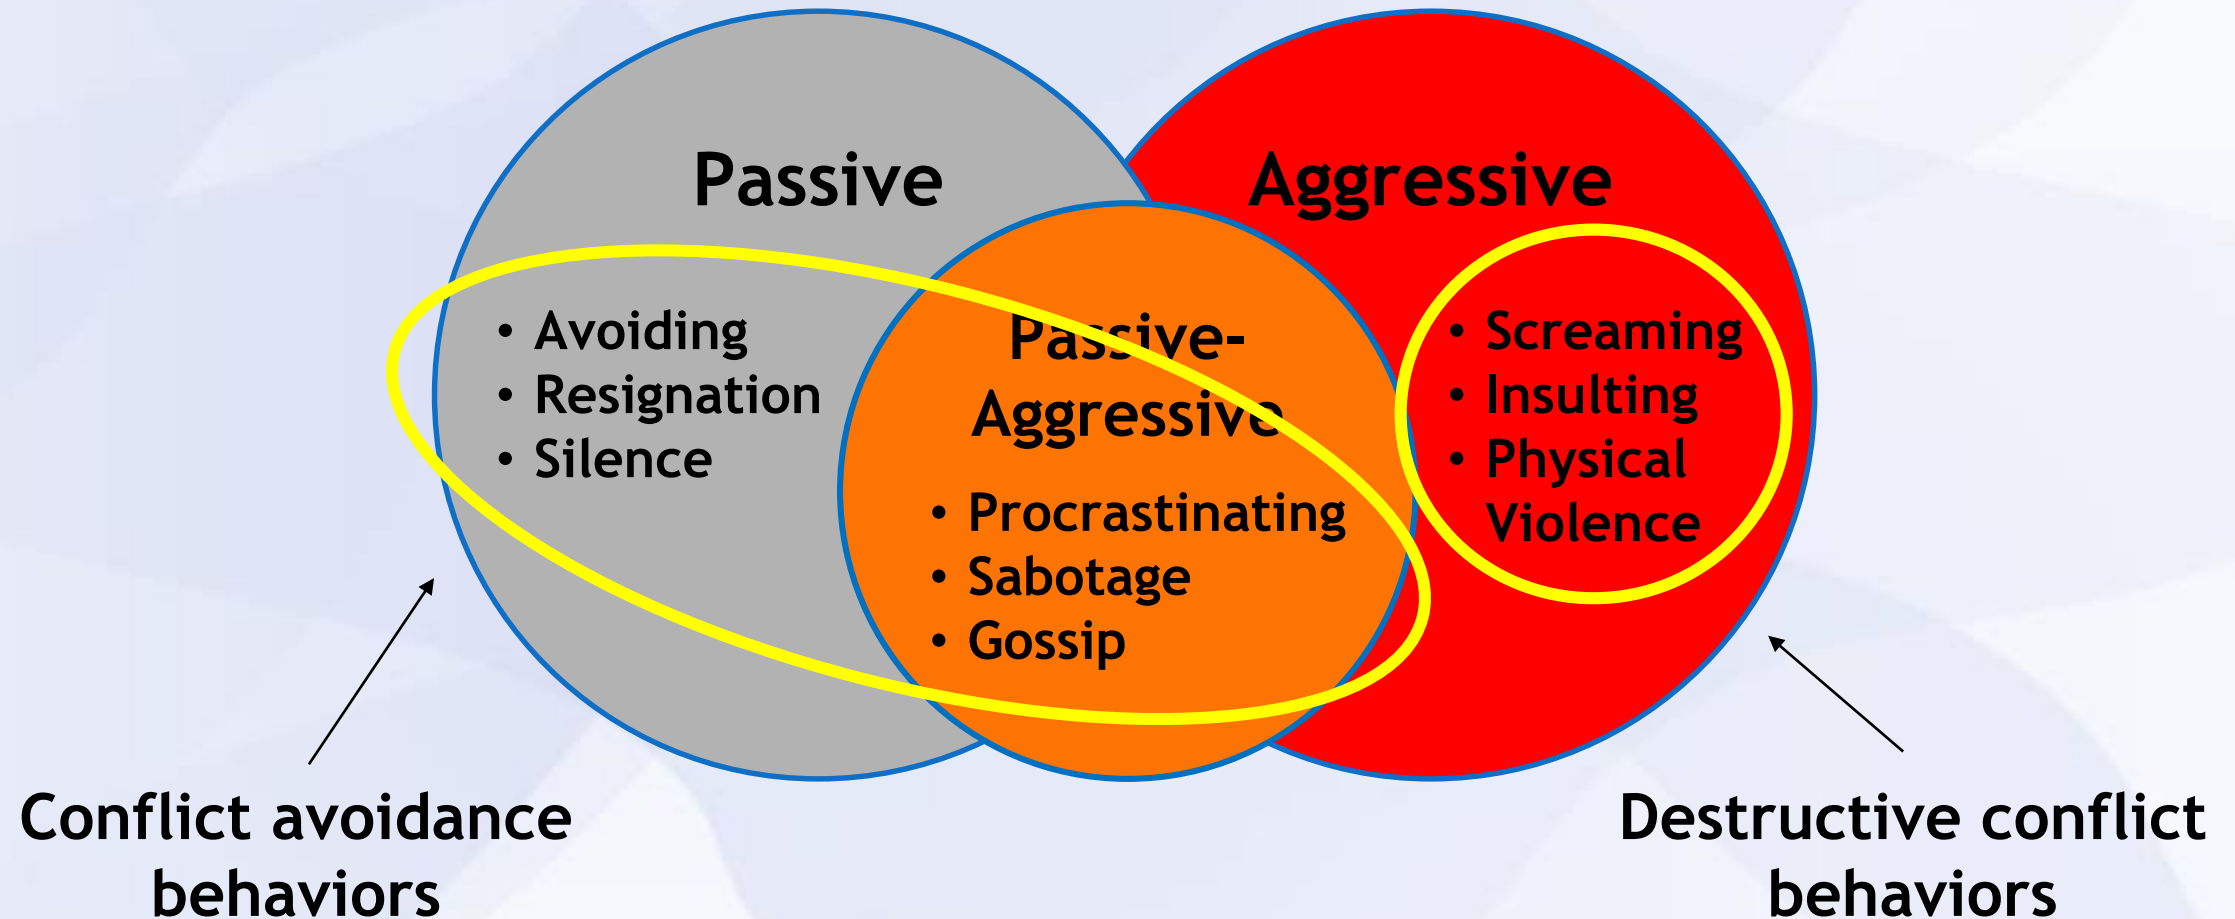 Passive
Aggressive
• Avoiding
• Resignation
• Silence
Passive-
Aggressive
• Procrastinating
• Sabotage
• Gossip
• Screaming
• Insulting
• Physical
Violence
Conflict avoidance
behaviors
Destructive conflict
behaviors